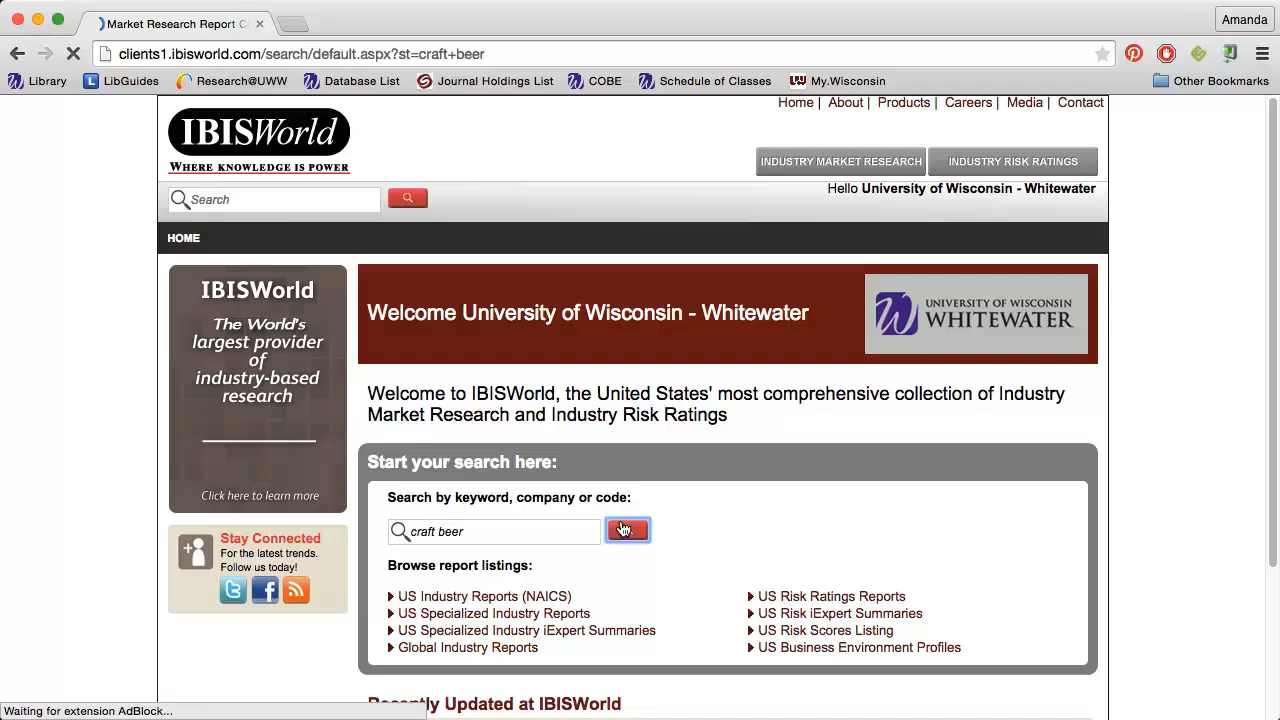 Market Research Report C
Amanda
clients1.ibisworld.com/search/default.aspx?st=craft+beer
Library
LibGuides
Research@UWW
Database List
Journal Holdings List
COBE
Schedule of Classes
My.Wisconsin
Other Bookmarks
Home | About | Products | Careers | Media | Contact
IBISWorld
WHERE KNOWLEDGE IS POWER
INDUSTRY MARKET RESEARCH
INDUSTRY RISK RATINGS
Hello University of Wisconsin - Whitewater
Search
HOME
IBISWorld
The World's
largest provider
of
industry-based
research
Click here to learn more
Welcome University of Wisconsin - Whitewater
UNIVERSITY OF WISCONSIN
WHITEWATER
Welcome to IBISWorld, the United States' most comprehensive collection of Industry
Market Research and Industry Risk Ratings
Start your search here:
Search by keyword, company or code:
craft beer
Browse report listings:
US Industry Reports (NAICS)
US Specialized Industry Reports
US Specialized Industry iExpert Summaries
Global Industry Reports
US Risk Ratings Reports
US Risk iExpert Summaries
US Risk Scores Listing
US Business Environment Profiles
Stay Connected
For the latest trends.
Follow us today!
Recently Updated at IBISWorld
Waiting for extension AdBlock...